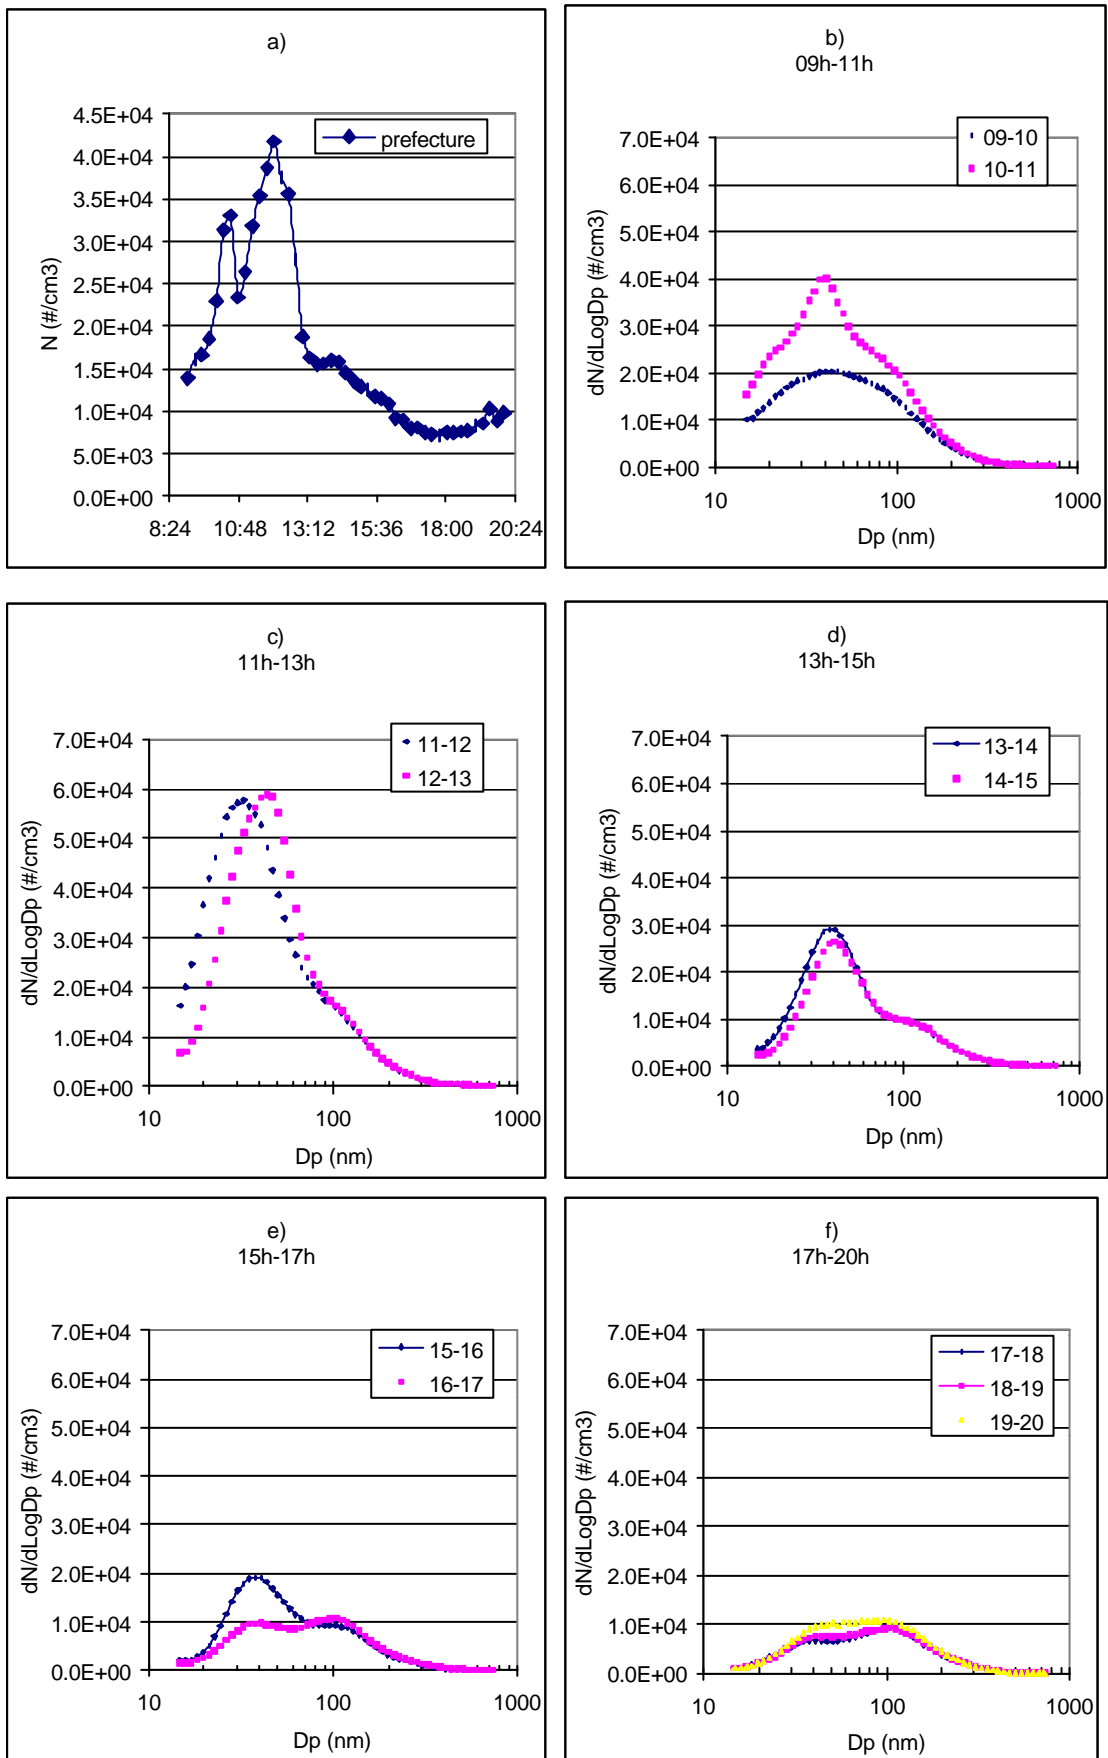 a)
N (#/cm3)
4.5E+04
4.0E+04
3.5E+04
3.0E+04
2.5E+04
2.0E+04
1.5E+04
1.0E+04
5.0E+03
0.0E+00
prefecture
8:24 10:48 13:12 15:36 18:00 20:24
b)
09h-11h
dN/dLogDp (#/cm3)
7.0E+04
6.0E+04
5.0E+04
4.0E+04
3.0E+04
2.0E+04
1.0E+04
0.0E+00
09-10
10-11
10 100 1000
Dp (nm)
c)
11h-13h
dN/dLogDp (#/cm3)
7.0E+04
6.0E+04
5.0E+04
4.0E+04
3.0E+04
2.0E+04
1.0E+04
0.0E+00
11-12
12-13
10 100 1000
Dp (nm)
d)
13h-15h
dN/dLogDp (#/cm3)
7.0E+04
6.0E+04
5.0E+04
4.0E+04
3.0E+04
2.0E+04
1.0E+04
0.0E+00
13-14
14-15
10 100 1000
Dp (nm)
e)
15h-17h
dN/dLogDp (#/cm3)
7.0E+04
6.0E+04
5.0E+04
4.0E+04
3.0E+04
2.0E+04
1.0E+04
0.0E+00
15-16
16-17
10 100 1000
Dp (nm)
f)
17h-20h
dN/dLogDp (#/cm3)
7.0E+04
6.0E+04
5.0E+04
4.0E+04
3.0E+04
2.0E+04
1.0E+04
0.0E+00
17-18
18-19
19-20
10 100 1000
Dp (nm)